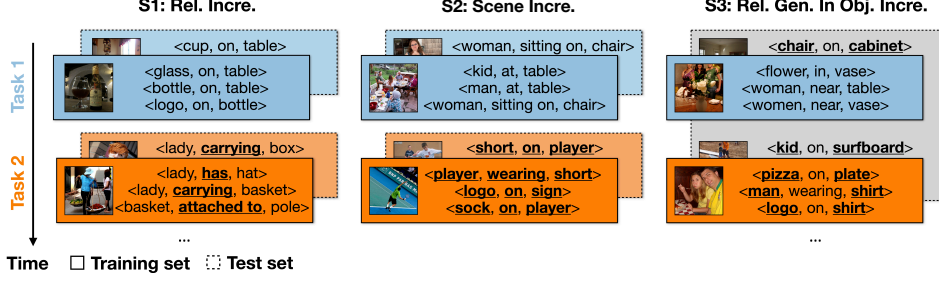 S1: Rel. Incre.
S2: Scene Incre.
S3: Rel. Gen. In Obj. Incre.
Task 1
<cup, on, table>
<glass, on, table>
<bottle, on, table>
<logo, on, bottle>
<woman, sitting on, chair>
<kid, at, table>
<man, at, table>
<woman, sitting on, chair>
<chair, on, cabinet>
<flower, in, vase>
<woman, near, table>
<women, near, vase>
Task 2
<lady, carrying, box>
<lady, has, hat>
<lady, carrying, basket>
<basket, attached to, pole>
<short, on, player>
<player, wearing, short>
<logo, on, sign>
<sock, on, player>
<kid, on, surfboard>
<pizza, on, plate>
<man, wearing, shirt>
<logo, on, shirt>
...
...
Time
Training set
Test set